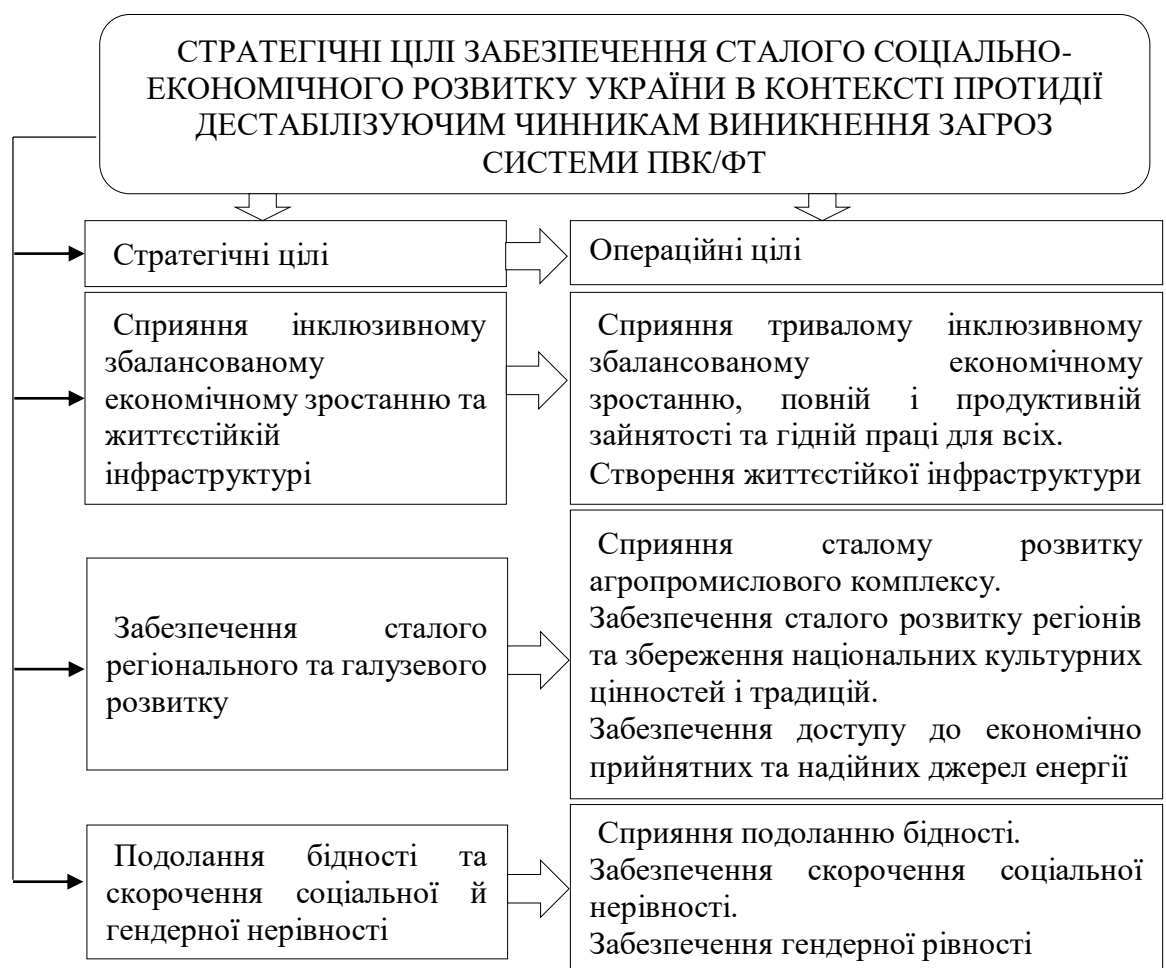 СТРАТЕГІЧНІ ЦІЛІ ЗАБЕЗПЕЧЕННЯ СТАЛОГО СОЦІАЛЬНО-
ЕКОНОМІЧНОГО РОЗВИТКУ УКРАЇНИ В КОНТЕКСТІ ПРОТИДІЇ
ДЕСТАБІЛІЗУЮЧИМ ЧИННИКАМ ВИНИКНЕННЯ ЗАГРОЗ
СИСТЕМИ ПВК/ФТ
Стратегічні цілі
Операційні цілі
Сприяння інклюзивному
збалансованому
економічному зростанню та
життєстійкій
інфраструктурі
Сприяння тривалому інклюзивному
збалансованому економічному
зростанню, повній і продуктивній
зайнятості та гідній праці для всіх.
Створення життєстійкої інфраструктури
Забезпечення сталого
регіонального та галузевого
розвитку
Сприяння сталому розвитку
агропромислового комплексу.
Забезпечення сталого розвитку регіонів
та збереження національних культурних
цінностей і традицій.
Забезпечення доступу до економічно
прийнятних та надійних джерел енергії
Подолання бідності та
скорочення соціальної й
гендерної нерівності
Сприяння подоланню бідності.
Забезпечення скорочення соціальної
нерівності.
Забезпечення гендерної рівності